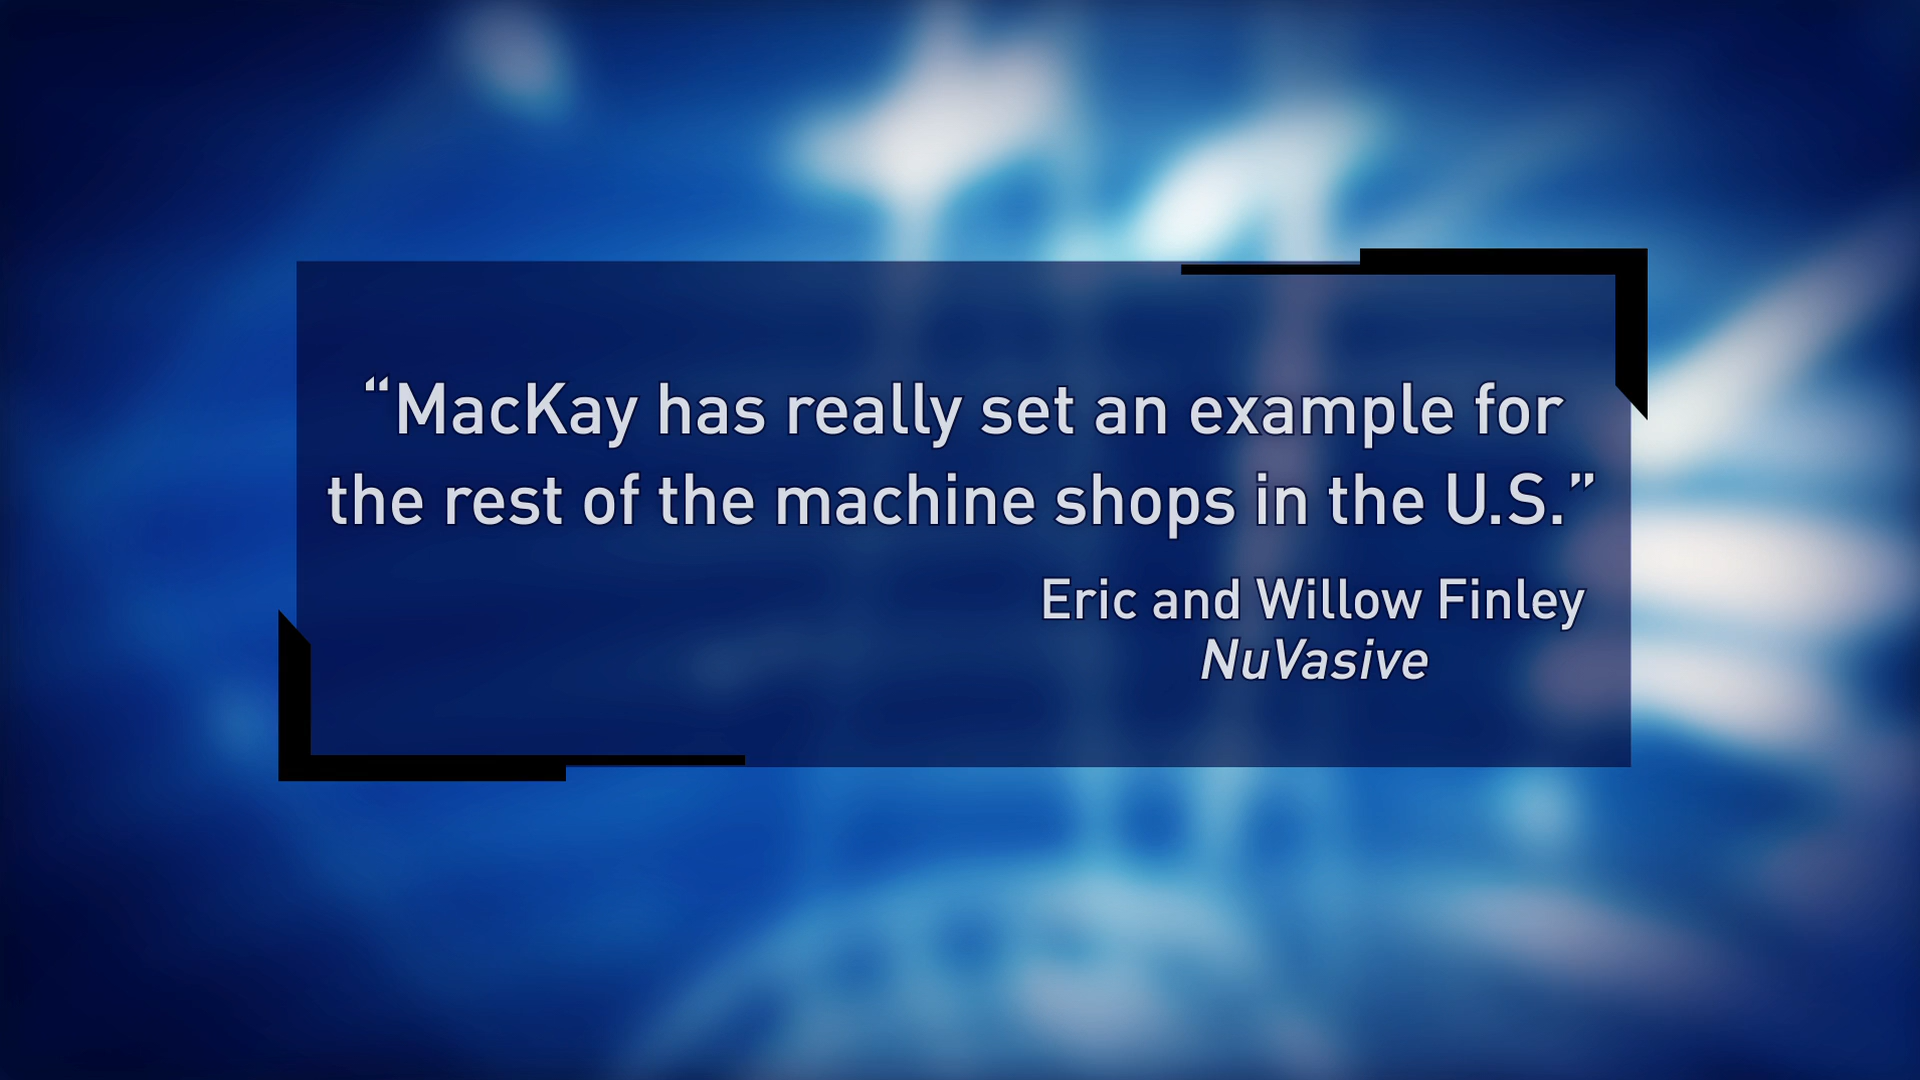 “MacKay has really set an example for
the rest of the machine shops in the U.S.”
Eric and Willow Finley
NuVasive